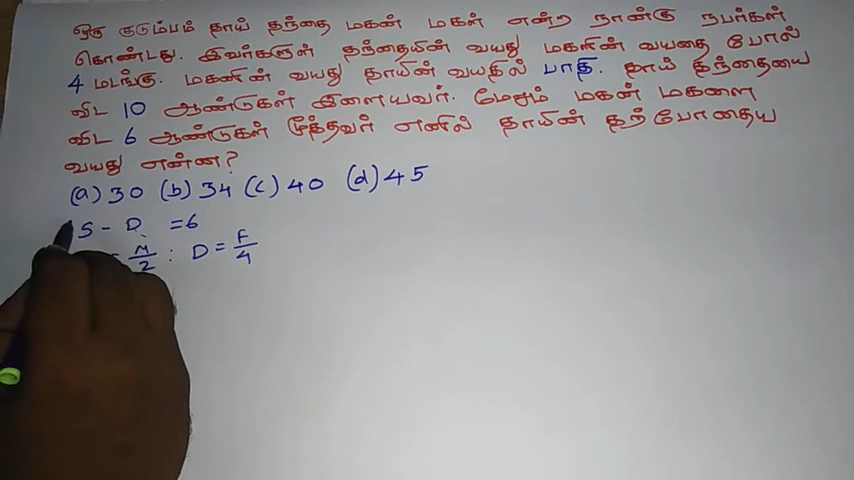 ஒரு குடும்பம் தாய் தந்தை மகன் மகள் என்ற நான்கு நபர்கள்
கொண்டது. இவர்களுள் தந்தையின் வயது மகளின் வயதை போல்
4 மடங்கு. மகனின் வயது தாயின் வயதில் பாதி. தாய் தந்தையை
விட 10 ஆண்டுகள் இளையவர். மேலும் மகன் மகளை
விட 6 ஆண்டுகள் மூத்தவர் எனில் தாயின் தற்போதைய
வயது என்ன?
(a) 30 (b) 34 (c) 40 (d) 45
S - D = 6
M/2 : D = F/4